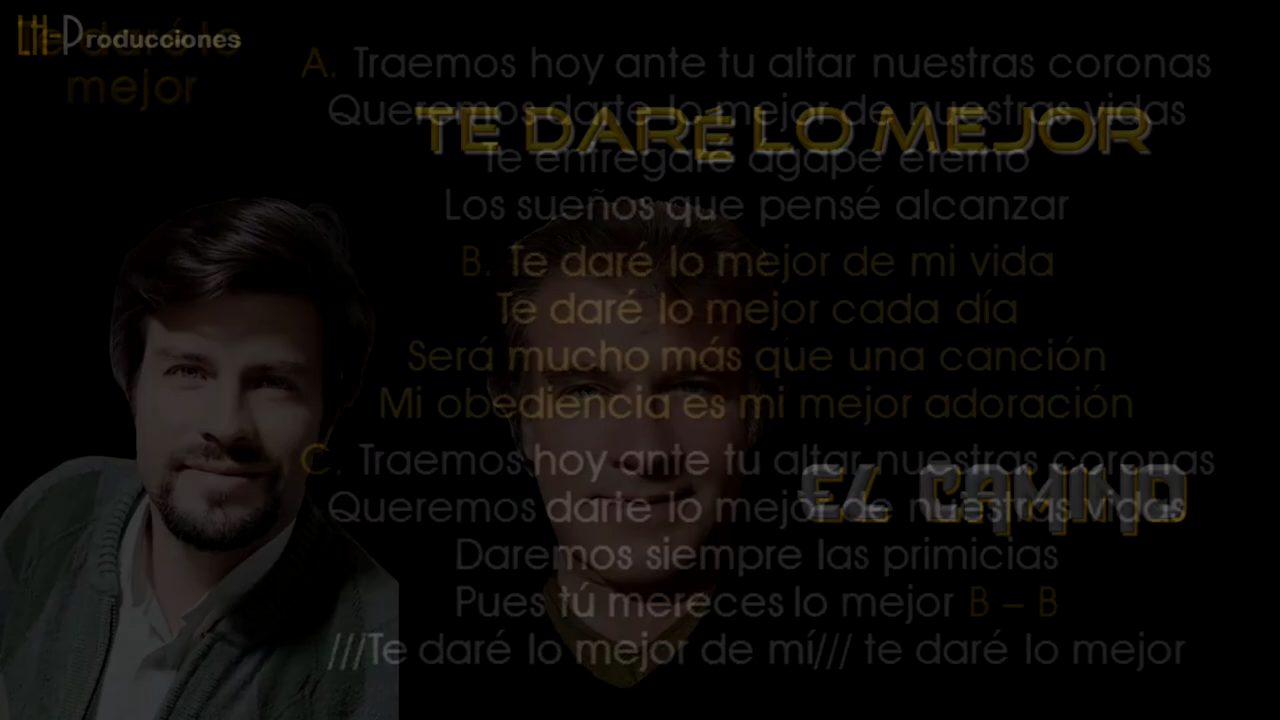 LH-Producciones
Te daré lo
mejor
TE DARÉ LO MEJOR
EL CAMINO
A. Traemos hoy ante tu altar nuestras coronas
Queremos darte lo mejor de nuestras vidas
Te entregaré ágape eterno
Los sueños que pensé alcanzar
B. Te daré lo mejor de mi vida
Te daré lo mejor cada día
Será mucho más que una canción
Mi obediencia es mi mejor adoración
C. Traemos hoy ante tu altar nuestras coronas
Queremos darte lo mejor de nuestras vidas
Daremos siempre las primicias
Pues tú mereces lo mejor B – B
///Te daré lo mejor de mí/// te daré lo mejor